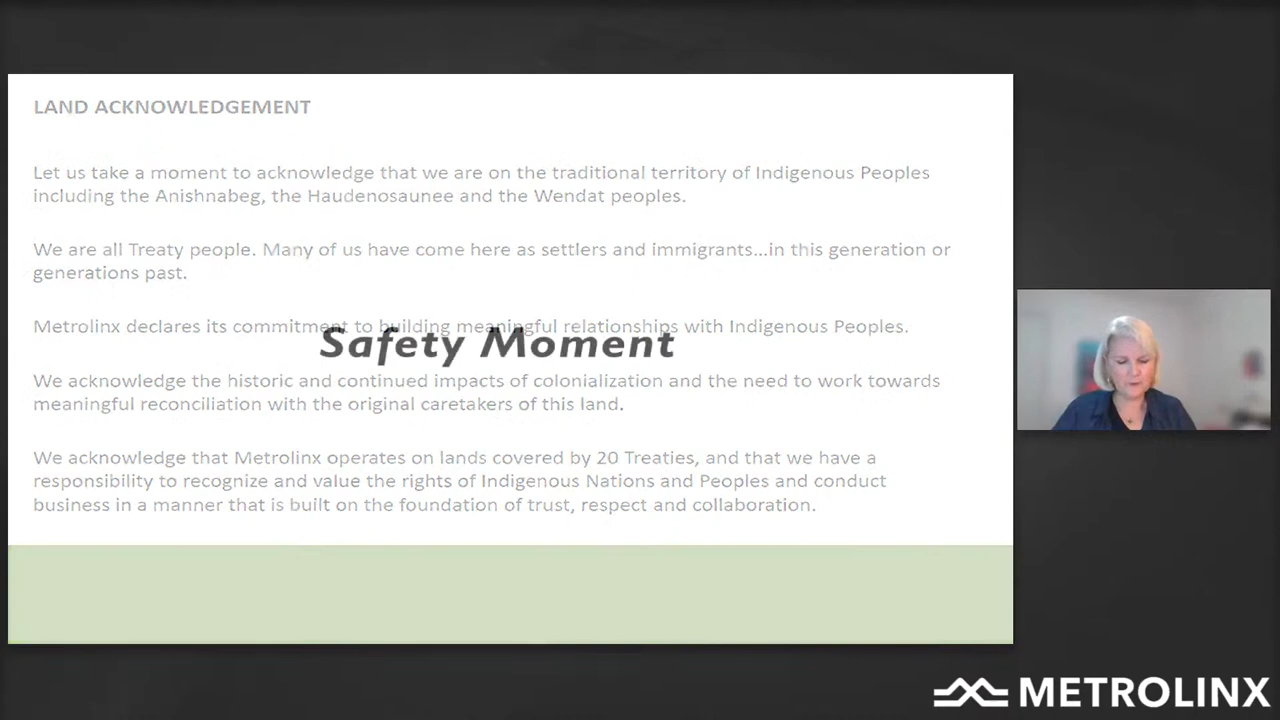 LAND ACKNOWLEDGEMENT
Let us take a moment to acknowledge that we are on the traditional territory of Indigenous Peoples
including the Anishnabeg, the Haudenosaunee and the Wendat peoples.
We are all Treaty people. Many of us have come here as settlers and immigrants...in this generation or
generations past.
Metrolinx declares its commitment to building meaningful relationships with Indigenous Peoples.
Safety Moment
We acknowledge the historic and continued impacts of colonialization and the need to work towards
meaningful reconciliation with the original caretakers of this land.
We acknowledge that Metrolinx operates on lands covered by 20 Treaties, and that we have a
responsibility to recognize and value the rights of Indigenous Nations and Peoples and conduct
business in a manner that is built on the foundation of trust, respect and collaboration.
METROLINX